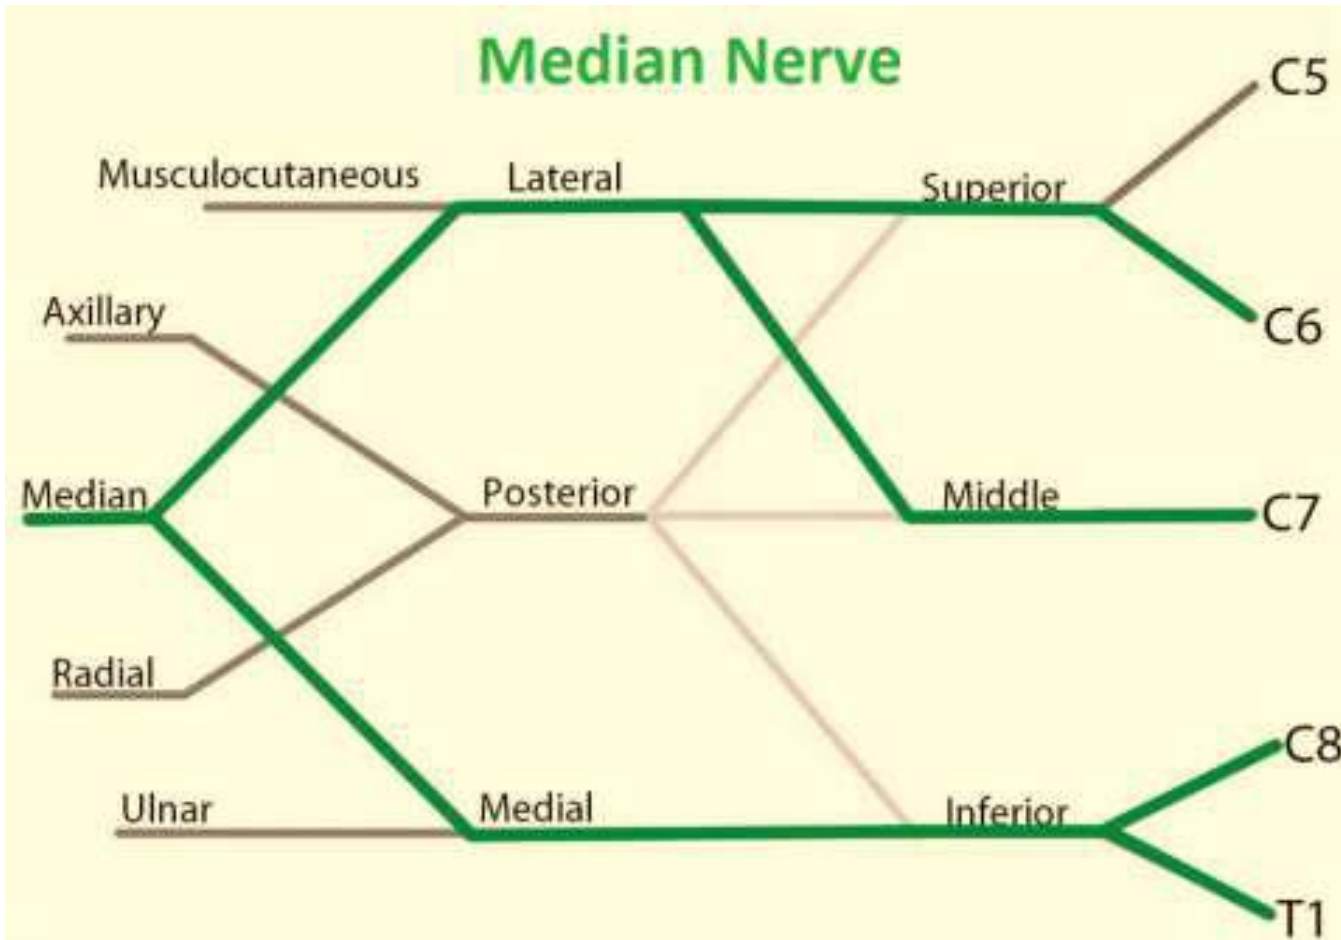 Median Nerve
C5
Musculocutaneous
Lateral
Superior
Axillary
C6
Median
Posterior
Middle
C7
Radial
C8
Ulnar
Medial
Inferior
T1